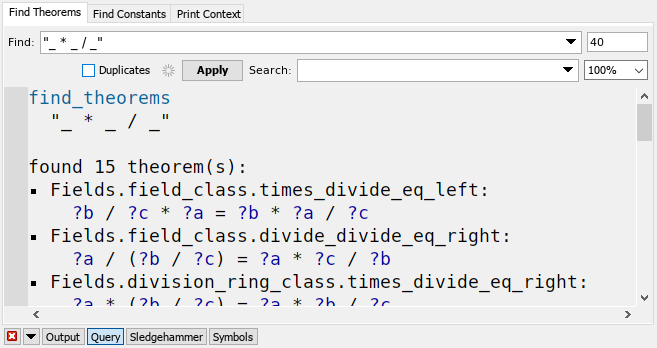 Find Theorems Find Constants Print Context
Find: "_ * _ / _" 40
Duplicates Apply Search: 100%
find_theorems
"_ * _ / _"
found 15 theorem(s):
▪ Fields.field_class.times_divide_eq_left:
?b / ?c * ?a = ?b * ?a / ?c
▪ Fields.field_class.divide_divide_eq_right:
?a / (?b / ?c) = ?a * ?c / ?b
▪ Fields.division_ring_class.times_divide_eq_right:
?a * (?b / ?c) = ?a * ?b / ?c
Output Query Sledgehammer Symbols